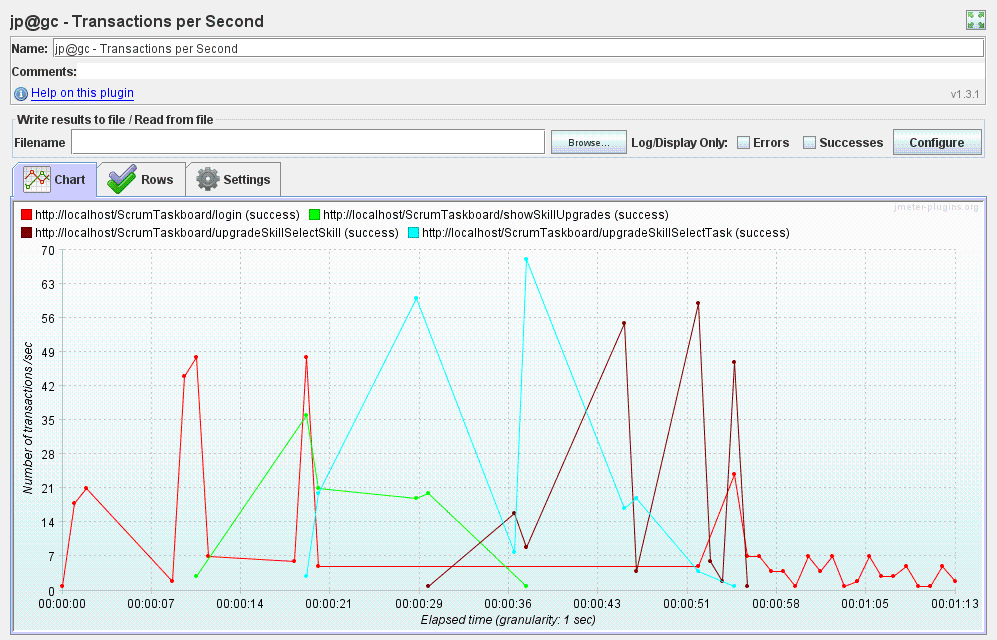 jp@gc - Transactions per Second
Name: jp@gc - Transactions per Second
Comments:
Help on this plugin
v1.3.1
Write results to file / Read from file
Filename Browse... Log/Display Only: Errors Successes Configure
Chart Rows Settings
jmeter-plugins.org
http://localhost/ScrumTaskboard/login (success) http://localhost/ScrumTaskboard/showSkillUpgrades (success)
http://localhost/ScrumTaskboard/upgradeSkillSelectSkill (success) http://localhost/ScrumTaskboard/upgradeSkillSelectTask (success)
70
63
56
49
42
35
28
21
14
7
0
Number of transactions /sec
00:00:00 00:00:07 00:00:14 00:00:21 00:00:29 00:00:36 00:00:43 00:00:51 00:00:58 00:01:05 00:01:13
Elapsed time (granularity: 1 sec)